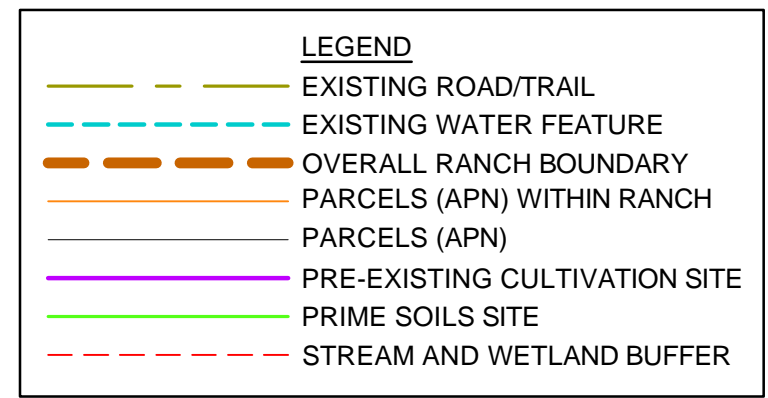 LEGEND
EXISTING ROAD/TRAIL
EXISTING WATER FEATURE
OVERALL RANCH BOUNDARY
PARCELS (APN) WITHIN RANCH
PARCELS (APN)
PRE-EXISTING CULTIVATION SITE
PRIME SOILS SITE
STREAM AND WETLAND BUFFER